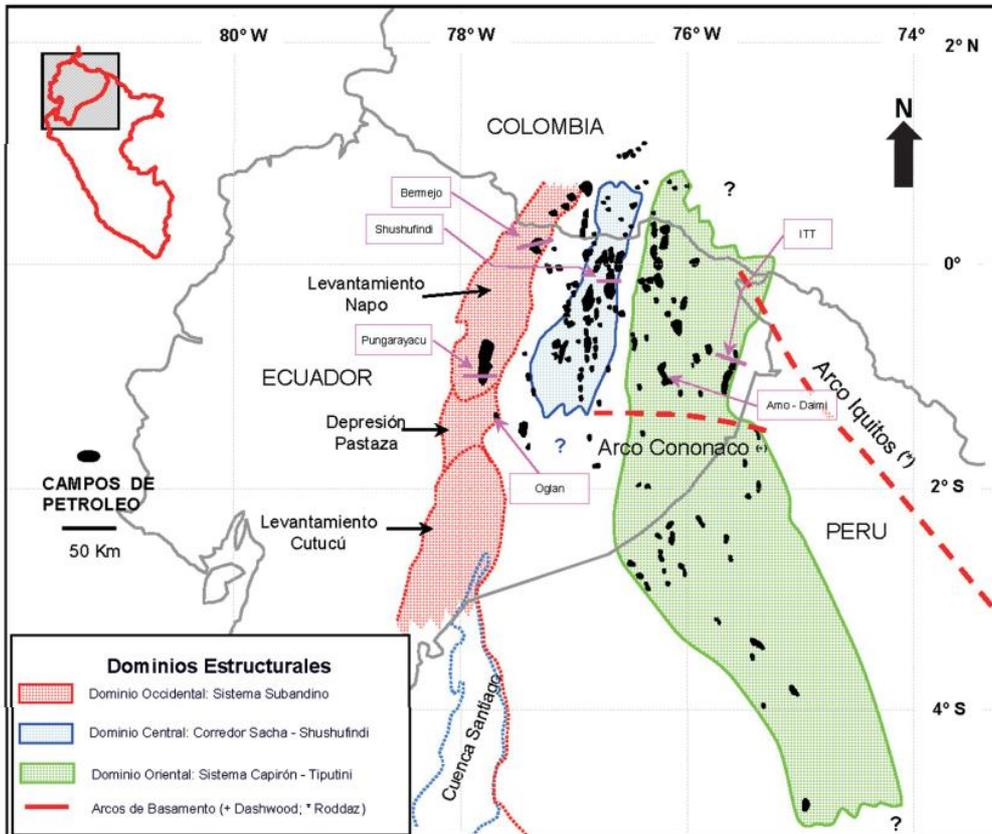 80° W
78° W
76° W
74°
2° N
N
COLOMBIA
?
Bermejo
Shushufindi
ITT
0°
Levantamiento
Napo
Pungarayacu
ECUADOR
Arco Iquitos (*)
Amo - Daimi
Depresión
Pastaza
?
Arco Cononaco (+)
CAMPOS DE
PETROLEO
Oglan
2° S
50 Km
Levantamiento
Cutucú
PERU
Dominios Estructurales
Dominio Occidental: Sistema Subandino
Dominio Central: Corredor Sacha - Shushufindi
Dominio Oriental: Sistema Capirón - Tiputini
Arcos de Basamento (+ Dashwood; * Roddaz)
Cuenca Santiago
4° S
?